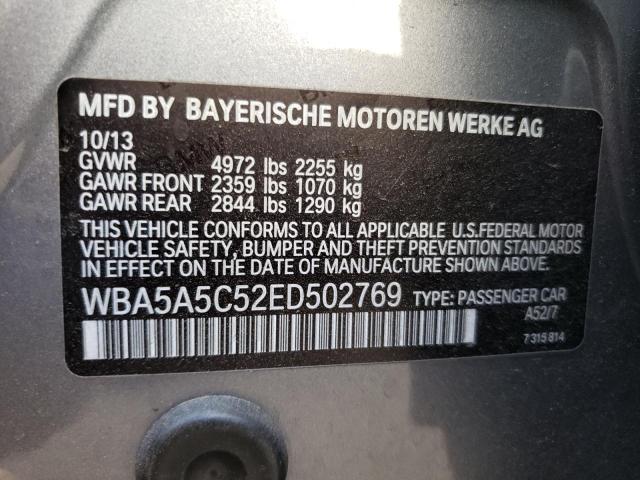 MFD BY BAYERISCHE MOTOREN WERKE AG
10/13
GVWR 4972 lbs 2255 kg
GAWR FRONT 2359 lbs 1070 kg
GAWR REAR 2844 lbs 1290 kg
THIS VEHICLE CONFORMS TO ALL APPLICABLE U.S.FEDERAL MOTOR
VEHICLE SAFETY, BUMPER AND THEFT PREVENTION STANDARDS
IN EFFECT ON THE DATE OF MANUFACTURE SHOWN ABOVE.
WBA5A5C52ED502769 TYPE: PASSENGER CAR
A52/7
7 315 814